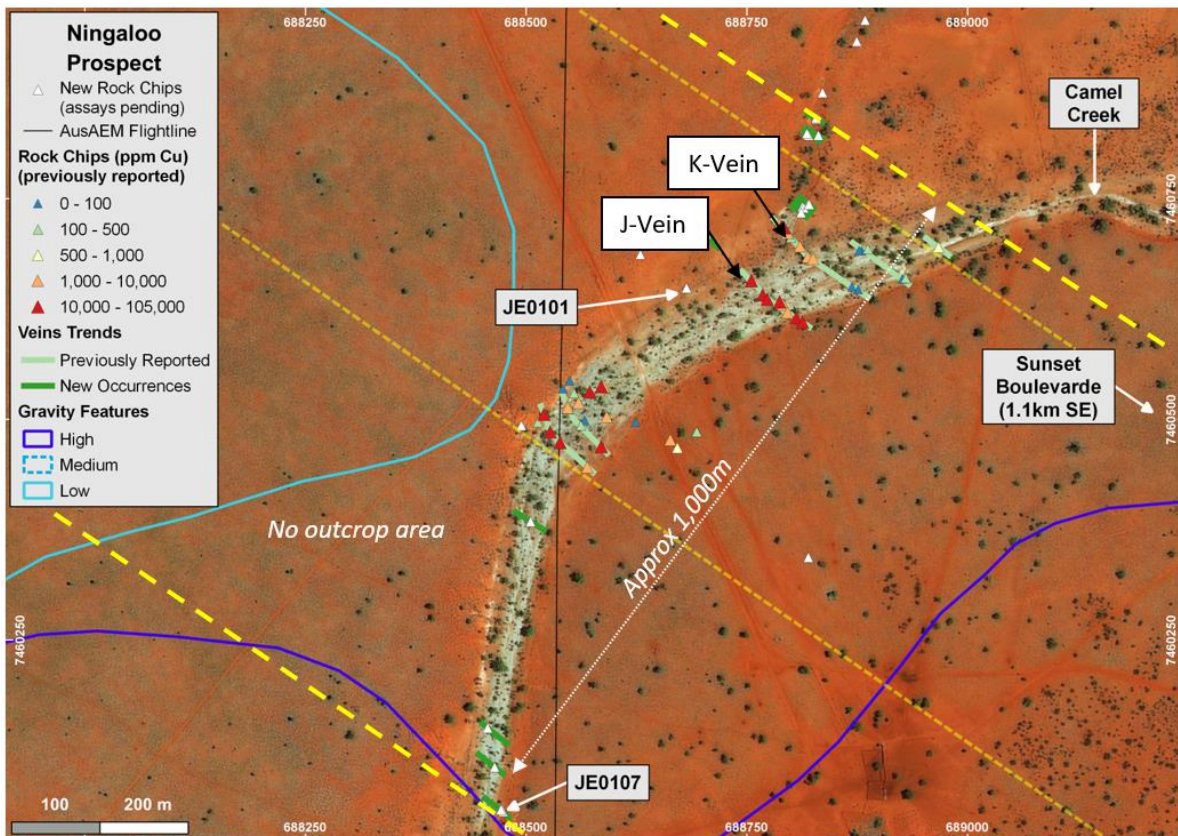 688250
688500
688750
689000
Ningaloo
Prospect
New Rock Chips
(assays pending)
AusAEM Flightline
Rock Chips (ppm Cu)
(previously reported)
0 - 100
100 - 500
500 - 1,000
1,000 - 10,000
10,000 - 105,000
Veins Trends
Previously Reported
New Occurrences
Gravity Features
High
Medium
Low
Camel
Creek
K-Vein
J-Vein
7460750
JE0101
Sunset
Boulevarde
(1.1km SE)
7460500
No outcrop area
Approx 1,000m
7460250
7460250
JE0107
100
200 m
688250
688500
688750
689000